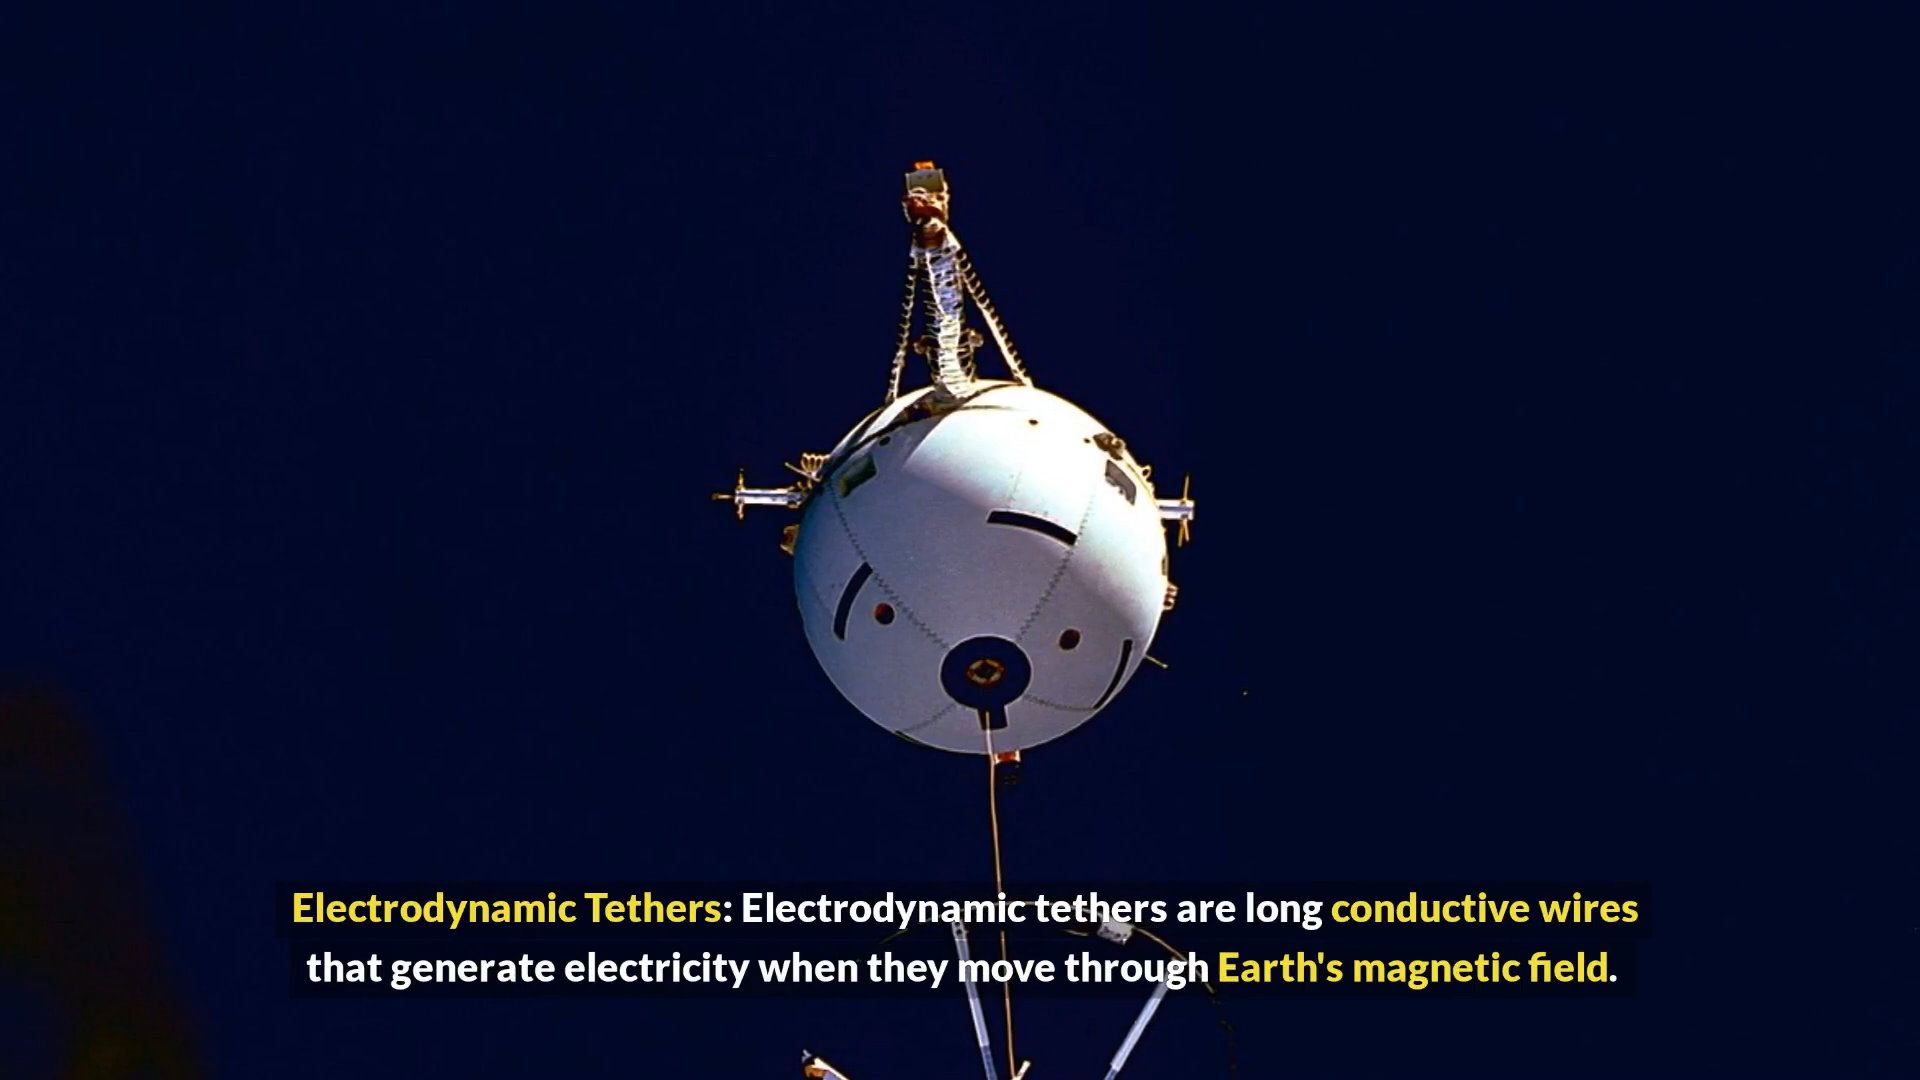 Electrodynamic Tethers: Electrodynamic tethers are long conductive wires
that generate electricity when they move through Earth's magnetic field.